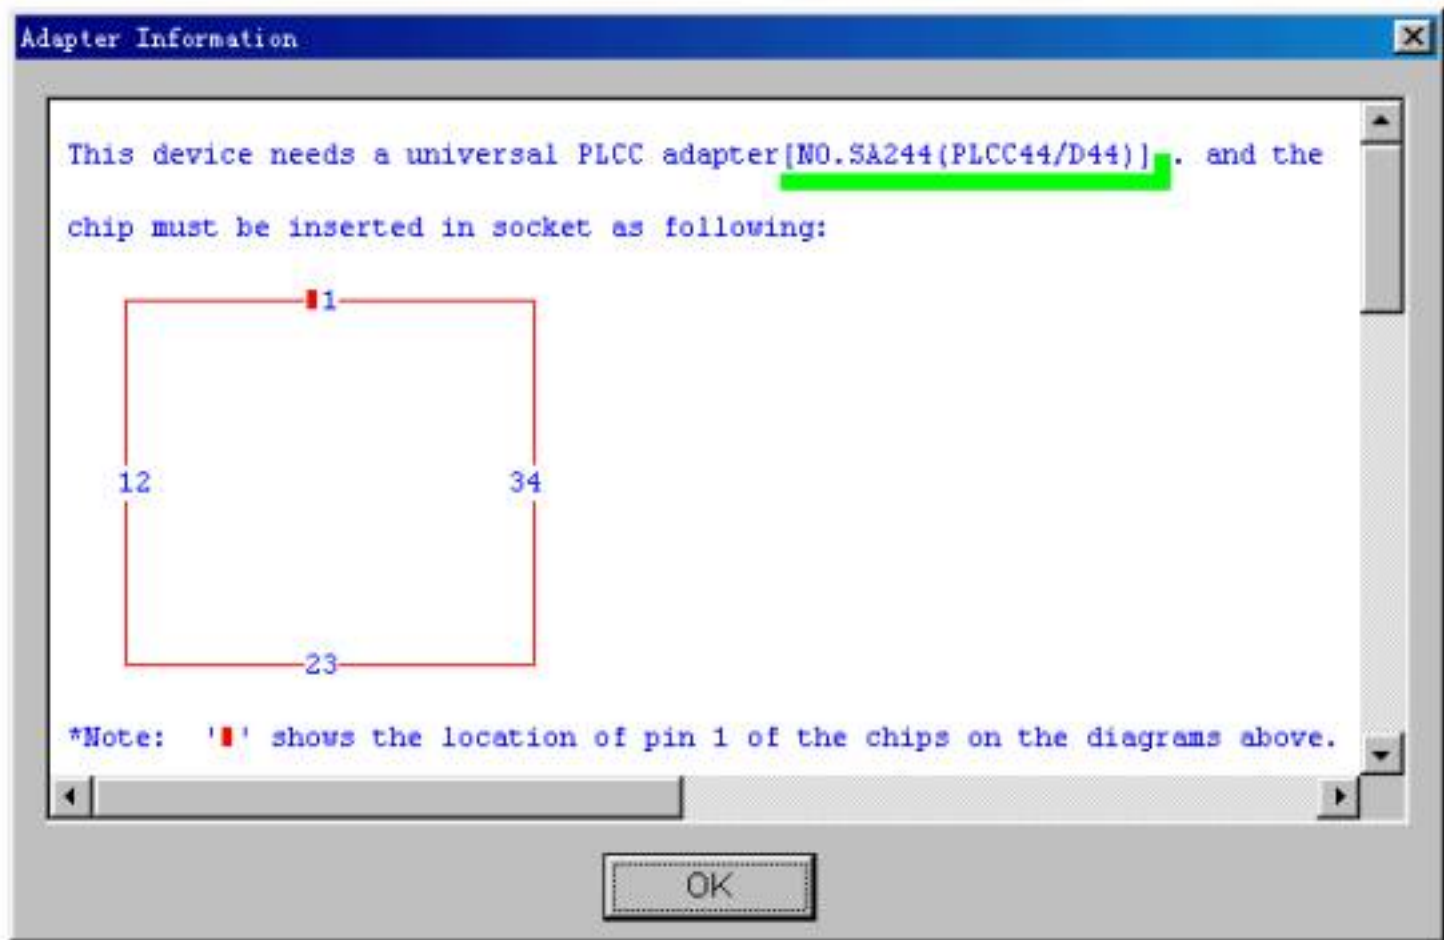 Adapter Information
This device needs a universal PLCC adapter[NO.SA244(PLCC44/D44)] . and the
chip must be inserted in socket as following:
1
12 34
23
*Note: '▮' shows the location of pin 1 of the chips on the diagrams above.
OK